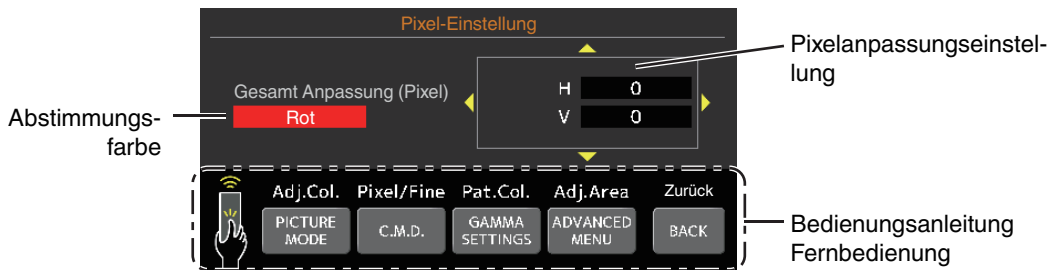 Pixel-Einstellung
Pixelanpassungseinstel-
lung
H 0
Gesamt Anpassung (Pixel)
Rot
V 0
Abstimmungs-
farbe
Adj.Col. Pixel/Fine Pat.Col. Adj.Area Zurück
PICTURE
MODE
C.M.D.
GAMMA
SETTINGS
ADVANCED
MENU
BACK
Bedienungsanleitung
Fernbedienung